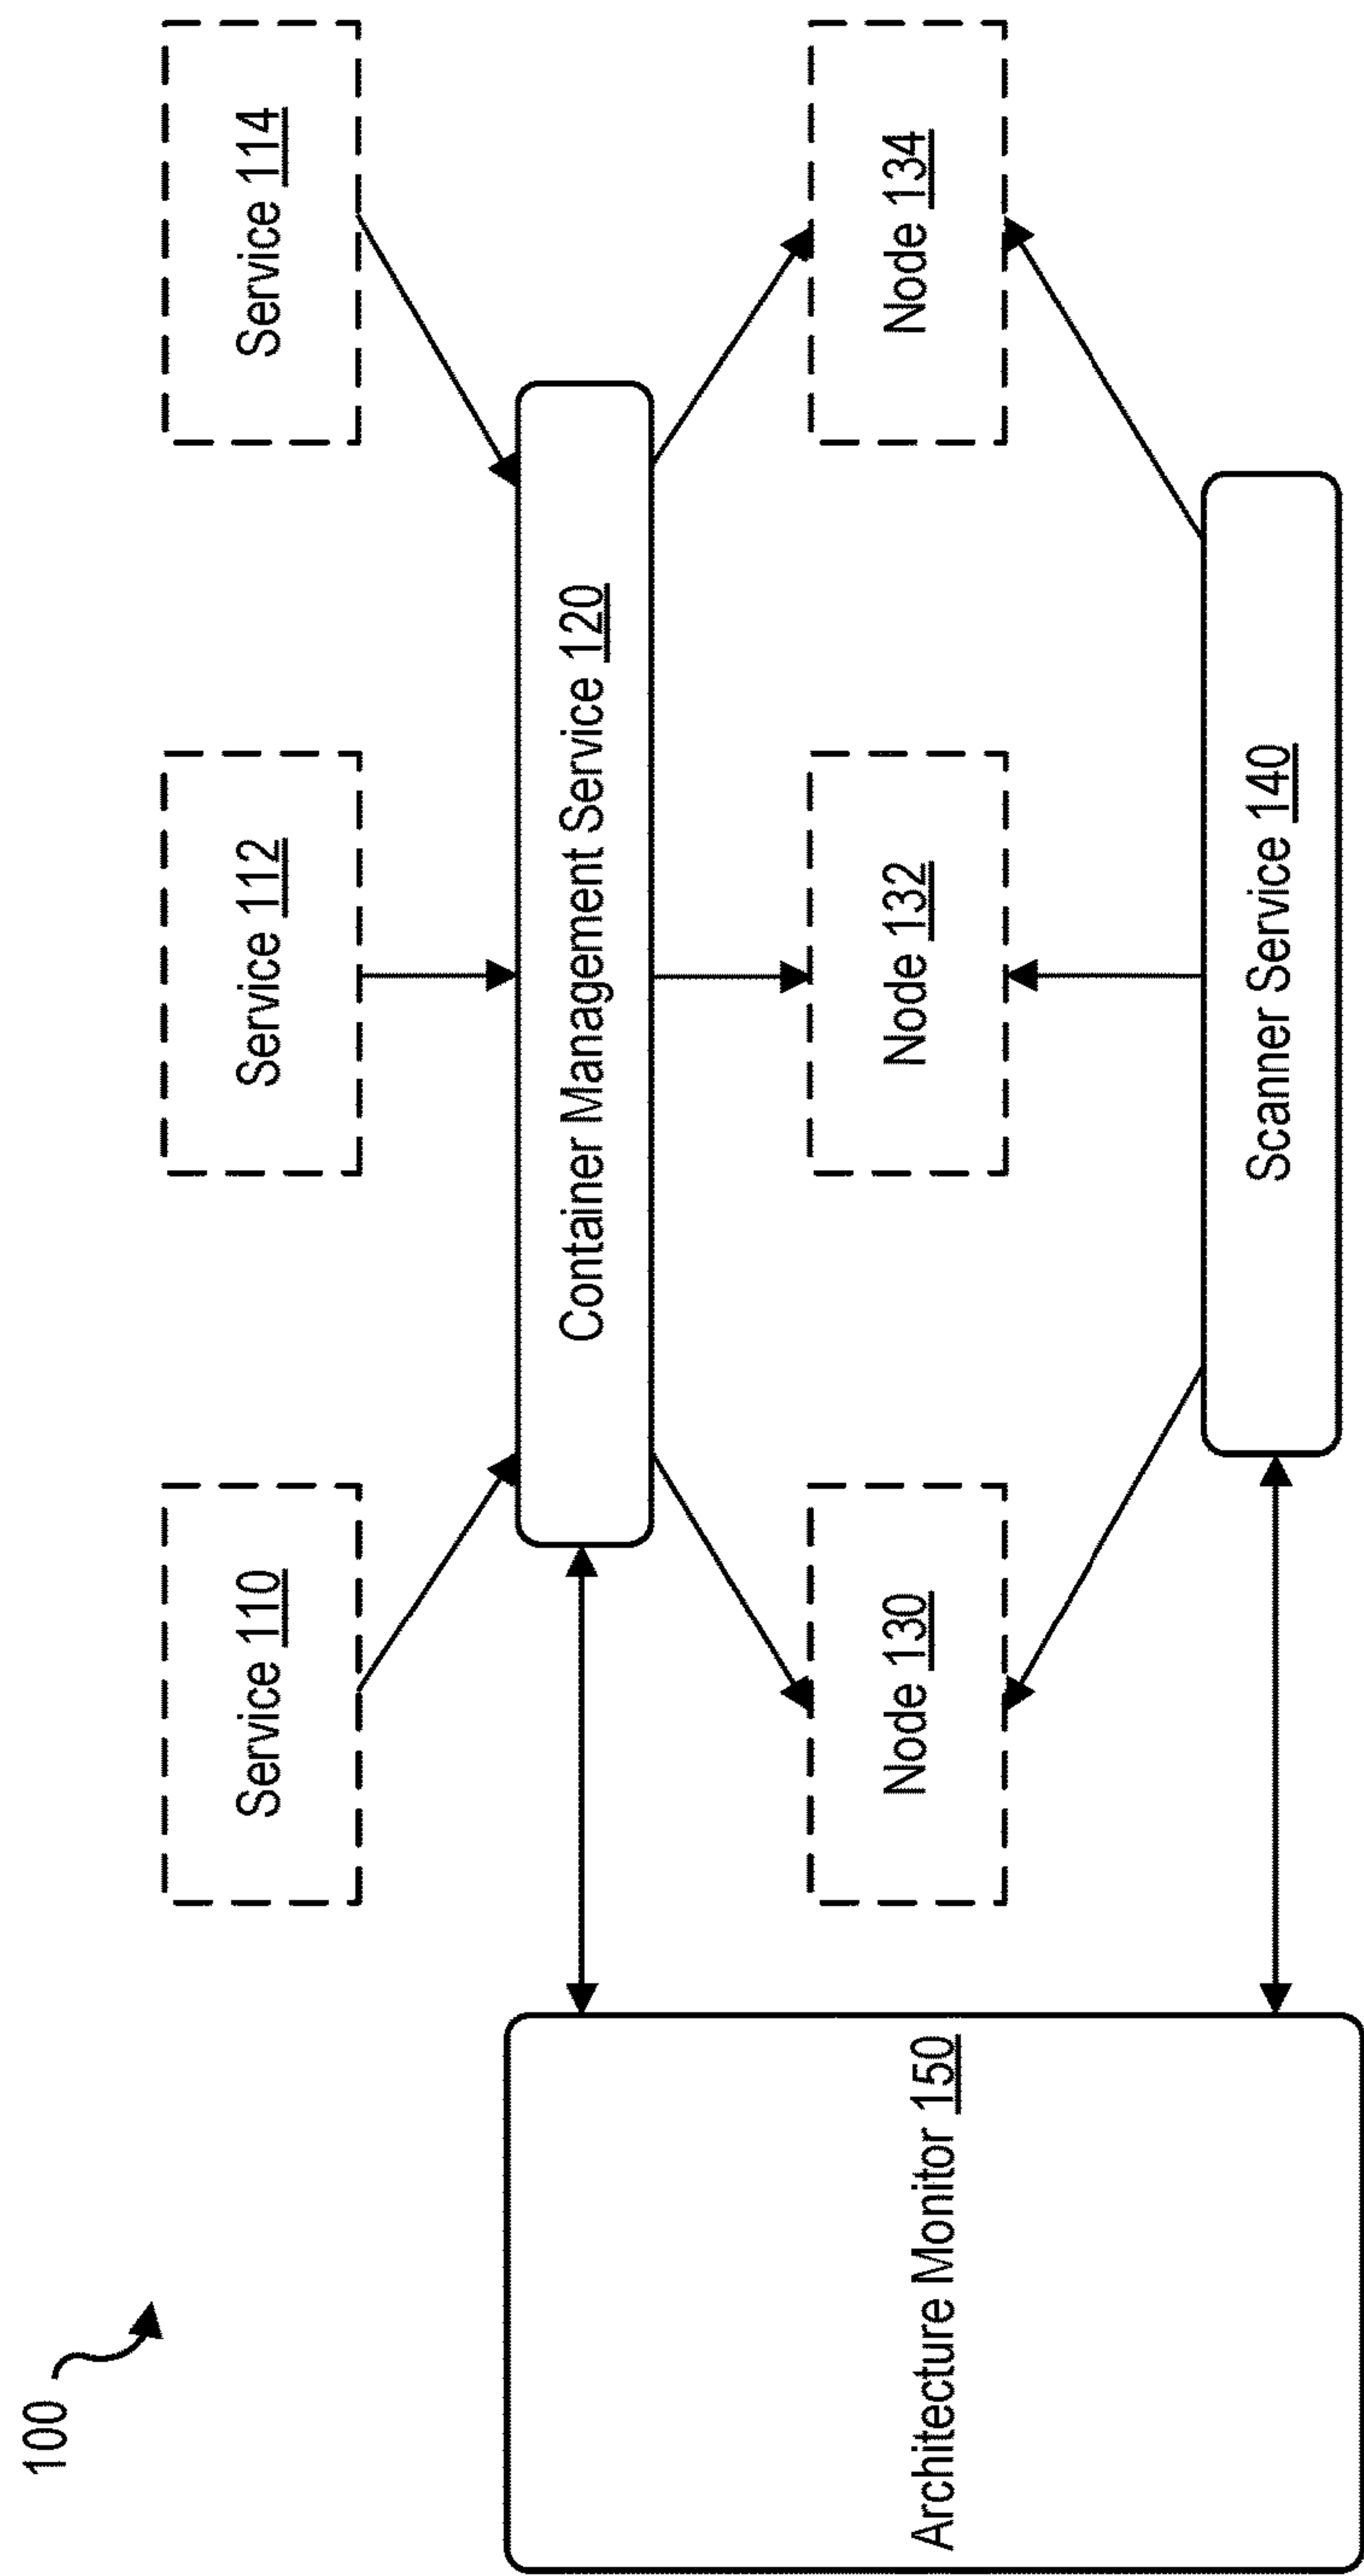 100
Service 110
Service 112
Service 114
Container Management Service 120
Node 130
Node 132
Node 134
Architecture Monitor 150
Scanner Service 140